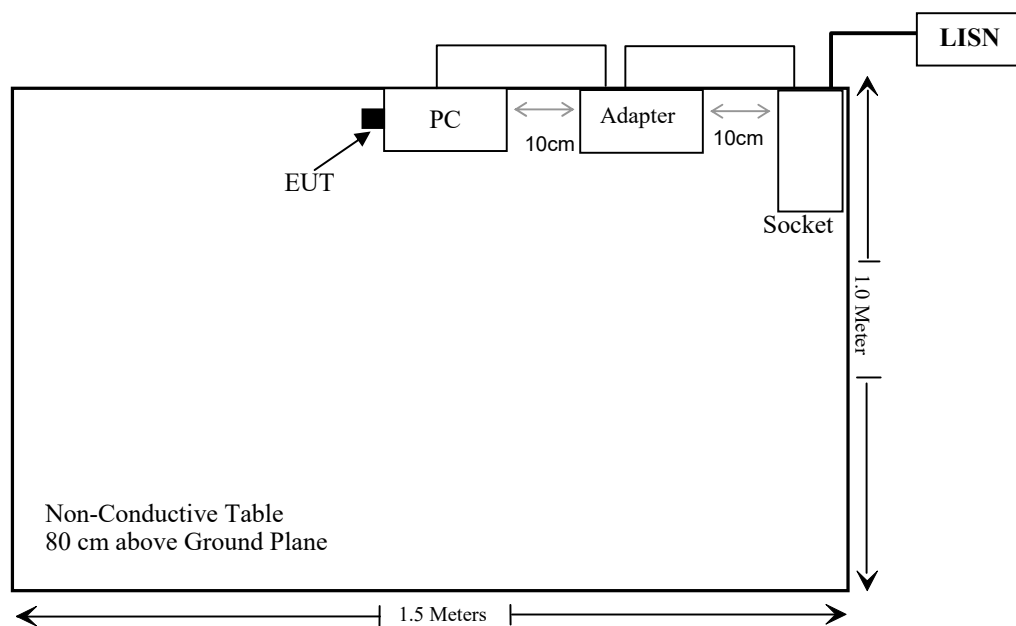 LISN
PC
Adapter
10cm
10cm
EUT
Socket
1.0 Meter
Non-Conductive Table
80 cm above Ground Plane
1.5 Meters